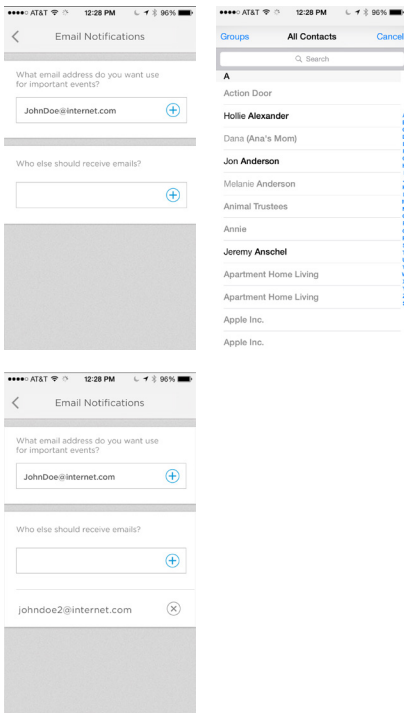 AT&T 12:28 PM 96%
Email Notifications
What email address do you want use
for important events?
JohnDoe@internet.com
Who else should receive emails?
AT&T 12:28 PM 96%
Groups All Contacts Cancel
Search
A
Action Door
Hollie Alexander
Dana (Ana's Mom)
Jon Anderson
Melanie Anderson
Animal Trustees
Annie
Jeremy Anschel
Apartment Home Living
Apartment Home Living
Apple Inc.
Apple Inc.
AT&T 12:28 PM 96%
Email Notifications
What email address do you want use
for important events?
JohnDoe@internet.com
Who else should receive emails?
johndoe2@internet.com